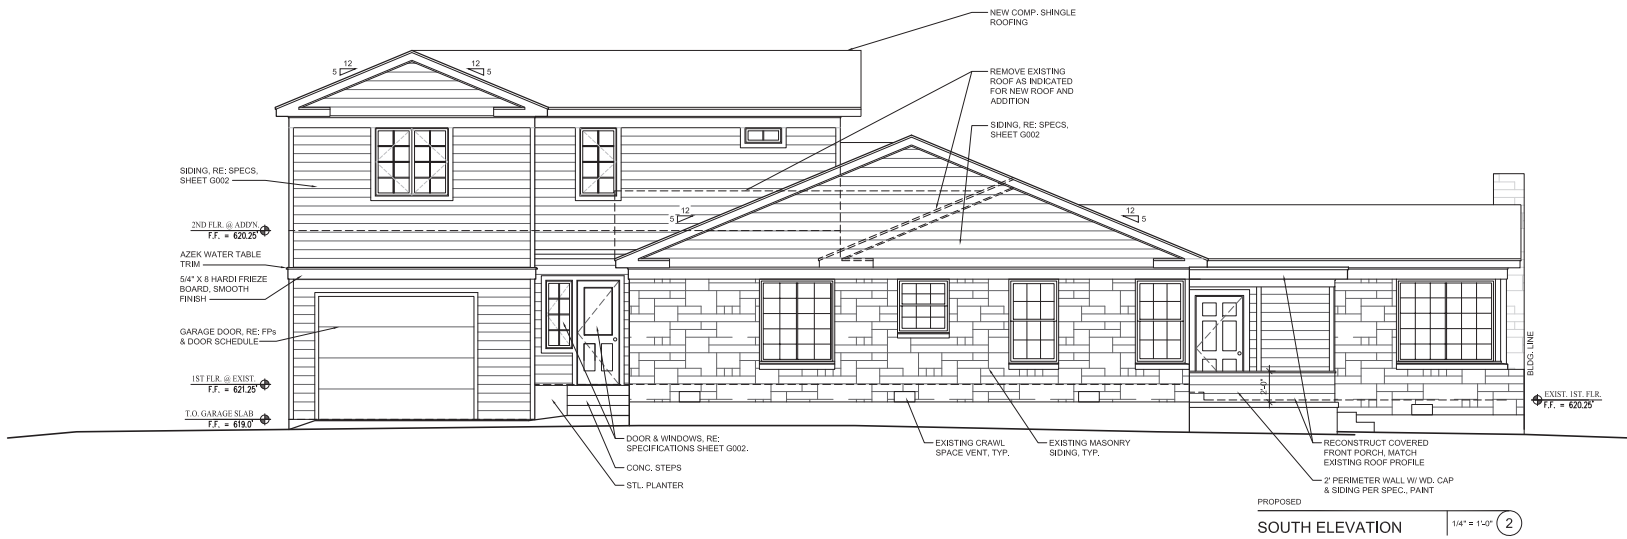 NEW COMP. SHINGLE
ROOFING
12
5
12
5
REMOVE EXISTING
ROOF AS INDICATED
FOR NEW ROOF AND
ADDITION
SIDING, RE: SPECS,
SHEET G002
SIDING, RE: SPECS,
SHEET G002
12
5
12
5
2ND FLR. @ ADD'N
F.F. = 620.25'
AZEK WATER TABLE
TRIM
5/4" X 8 HARDI FRIEZE
BOARD, SMOOTH
FINISH
GARAGE DOOR, RE: FPs
& DOOR SCHEDULE
1ST FLR. @ EXIST.
F.F. = 621.25'
T.O. GARAGE SLAB
F.F. = 619.0'
BLDG. LINE
2'-0"
EXIST. 1ST. FLR.
F.F. = 620.25'
DOOR & WINDOWS, RE:
SPECIFICATIONS SHEET G002.
CONC. STEPS
STL. PLANTER
EXISTING CRAWL
SPACE VENT, TYP.
EXISTING MASONRY
SIDING, TYP.
RECONSTRUCT COVERED
FRONT PORCH, MATCH
EXISTING ROOF PROFILE
2' PERIMETER WALL W/ WD. CAP
& SIDING PER SPEC., PAINT
PROPOSED
SOUTH ELEVATION
1/4" = 1'-0"
2